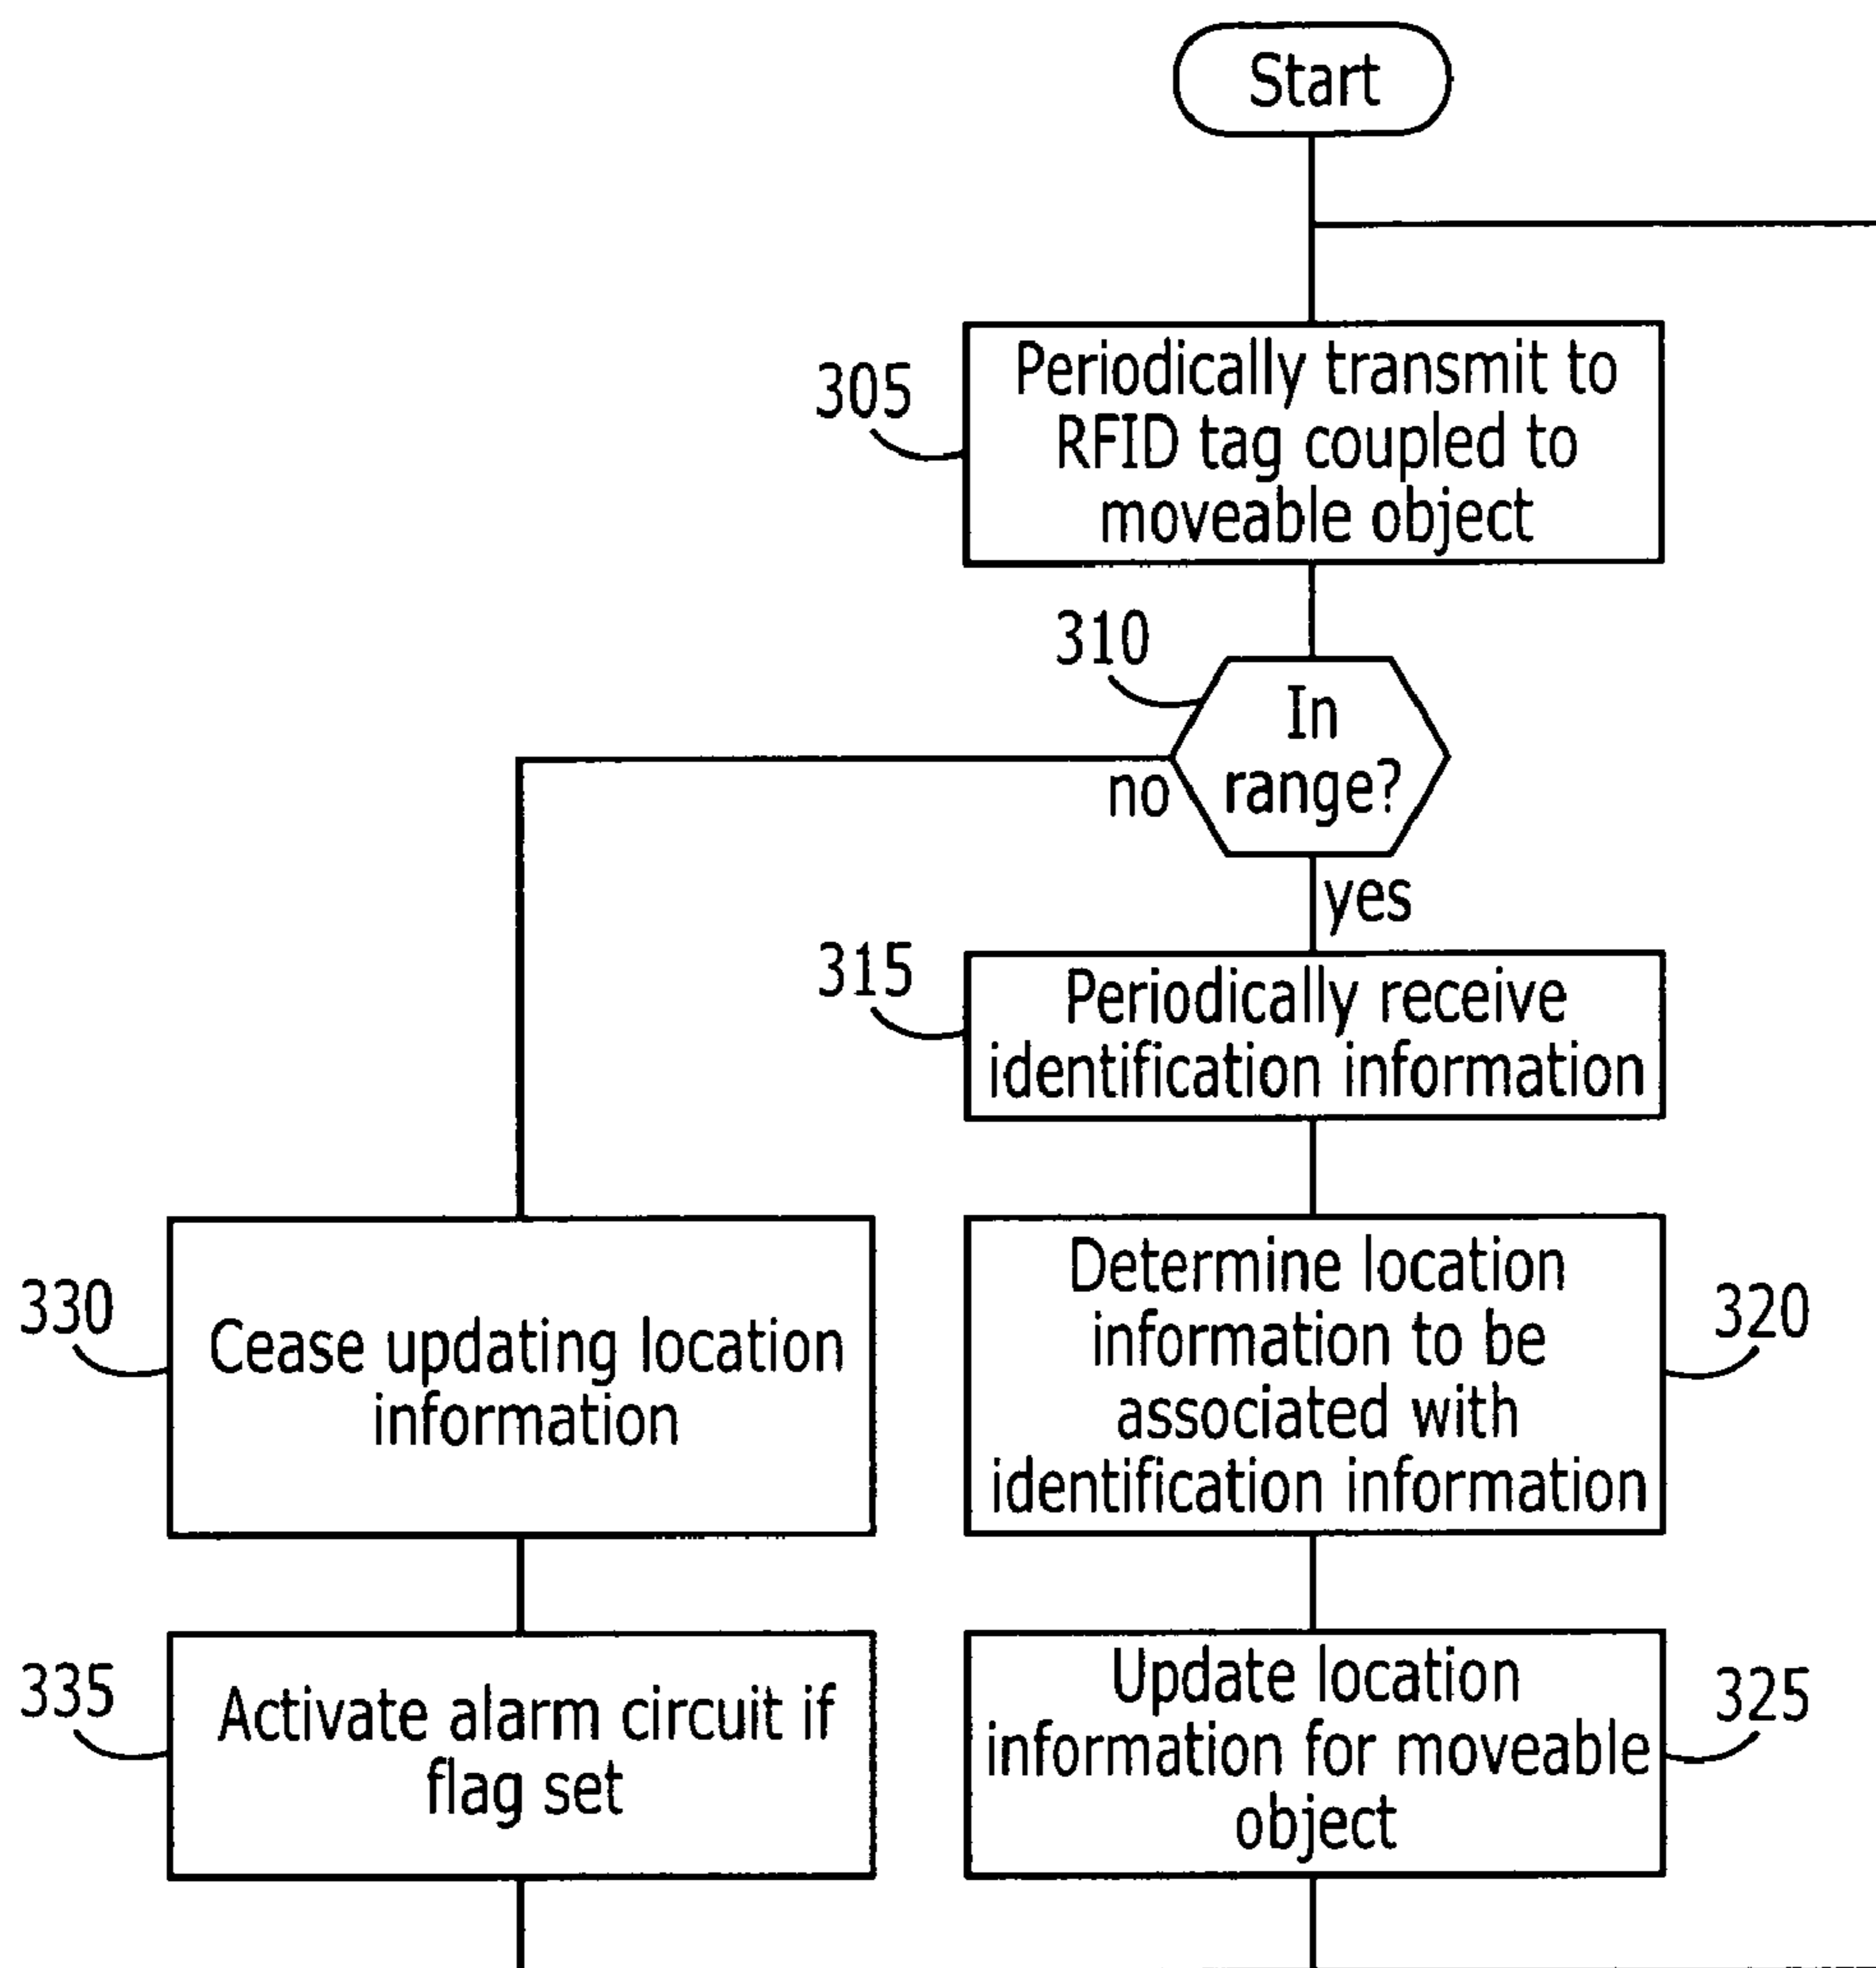 Start
305
Periodically transmit to
RFID tag coupled to
moveable object
310
In
range?
no
yes
315
Periodically receive
identification information
330
Cease updating location
information
Determine location
information to be
associated with
identification information
320
335
Activate alarm circuit if
flag set
Update location
information for moveable
object
325